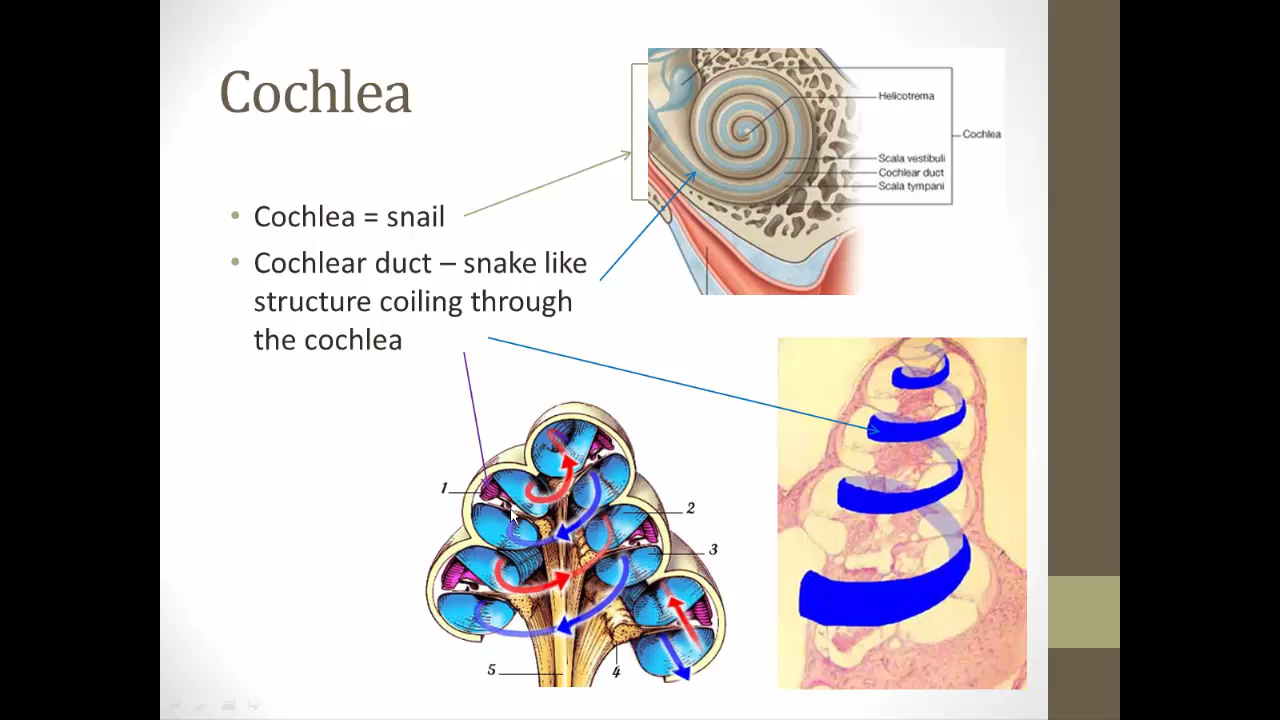 Cochlea
• Cochlea = snail
• Cochlear duct – snake like
structure coiling through
the cochlea
Helicotrema
Cochlea
Scala vestibuli
Cochlear duct
Scala tympani
1
2
3
4
5